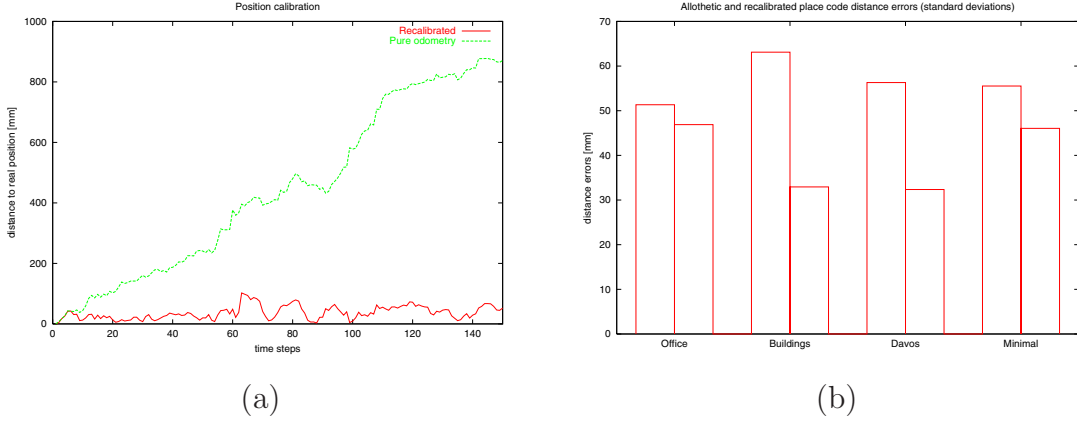 Position calibration
1000
800
600
400
200
0
distance to real position [mm]
Recalibrated
Pure odometry
0 20 40 60 80 100 120 140
time steps
(a)
Allothetic and recalibrated place code distance errors (standard deviations)
70
60
50
40
30
20
10
0
distance errors [mm]
Office Buildings Davos Minimal
(b)